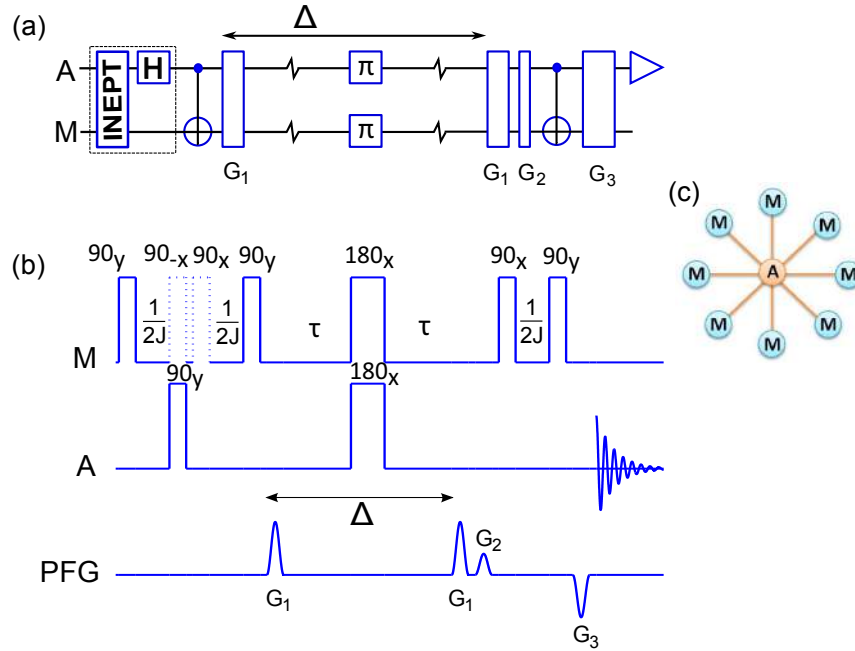 (a)
Δ
A INEPT H π π
M π π
G₁ G₁ G₂ G₃
(c)
M M M M A M M M M
(b)
90y 90-x 90x 90y 180x 90x 90y
1/2J 1/2J τ τ 1/2J
M
90y 180x
A
Δ
PFG
G₁ G₁ G₂ G₃